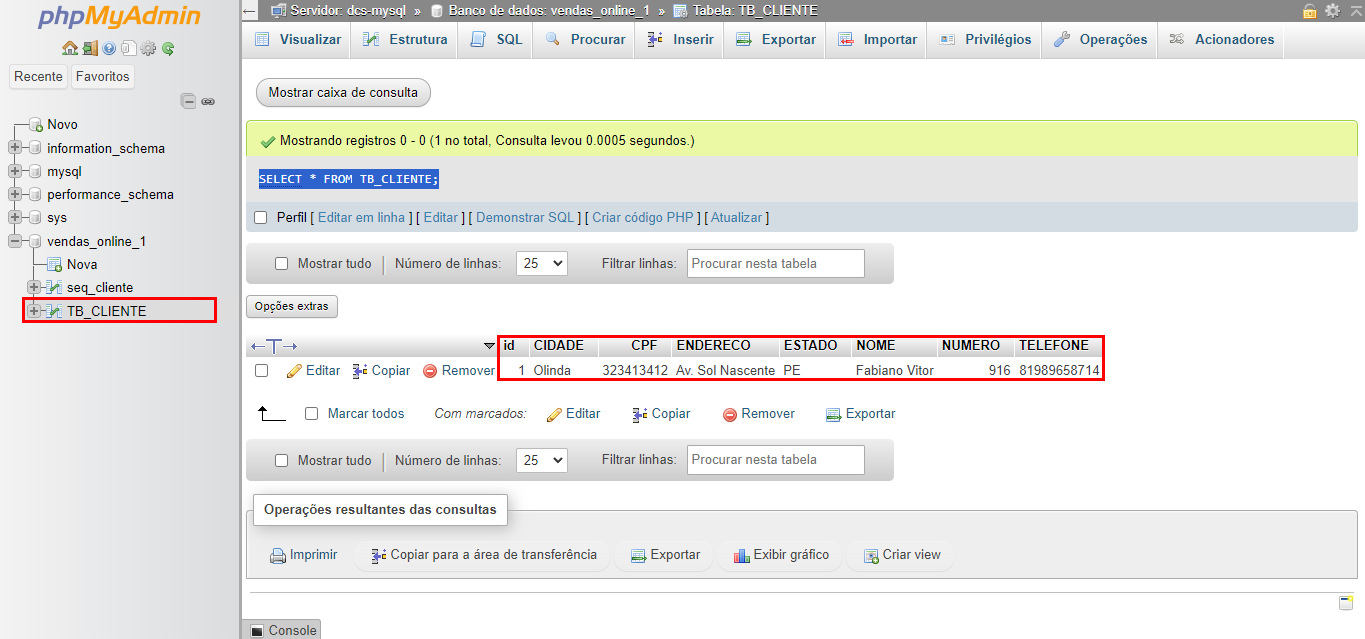 phpMyAdmin
Recente Favoritos
Novo
information_schema
mysql
performance_schema
sys
vendas_online_1
Nova
seq_cliente
TB_CLIENTE
Servidor: dcs-mysql » Banco de dados: vendas_online_1 » Tabela: TB_CLIENTE
Visualizar Estrutura SQL Procurar Inserir Exportar Importar Privilégios Operações Acionadores
Mostrar caixa de consulta
Mostrando registros 0 - 0 (1 no total, Consulta levou 0.0005 segundos.)
SELECT * FROM TB_CLIENTE;
Perfil [ Editar em linha ] [ Editar ] [ Demonstrar SQL ] [ Criar código PHP ] [ Atualizar ]
Mostrar tudo Número de linhas: 25 Filtrar linhas: Procurar nesta tabela
Opções extras
←T→ id CIDADE CPF ENDERECO ESTADO NOME NUMERO TELEFONE
Editar Copiar Remover 1 Olinda 323413412 Av. Sol Nascente PE Fabiano Vitor 916 81989658714
Marcar todos Com marcados: Editar Copiar Remover Exportar
Mostrar tudo Número de linhas: 25 Filtrar linhas: Procurar nesta tabela
Operações resultantes das consultas
Imprimir Copiar para a área de transferência Exportar Exibir gráfico Criar view
Console